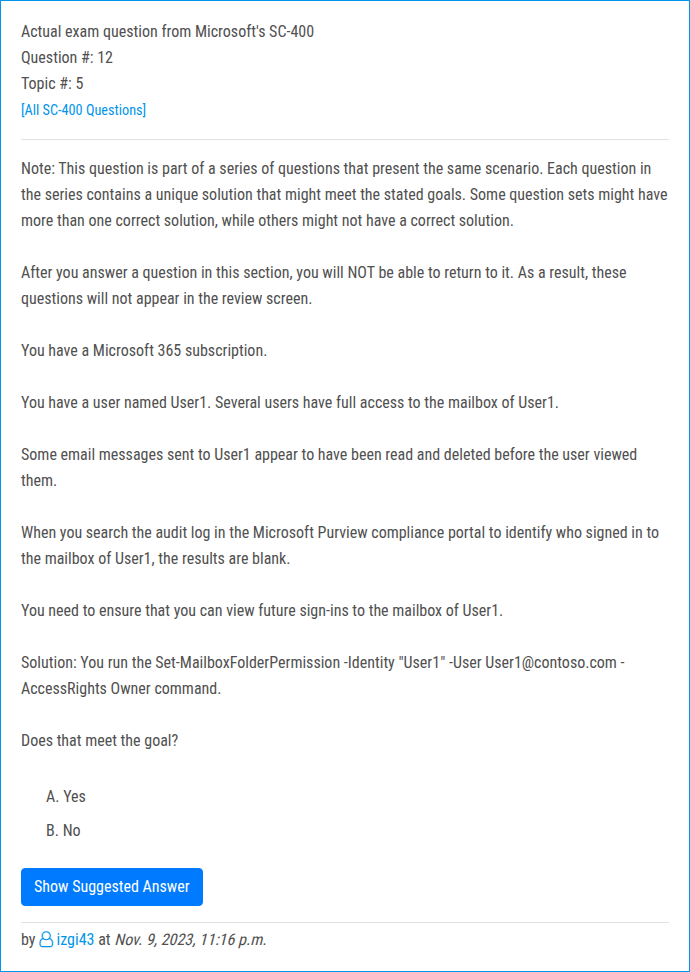 Actual exam question from Microsoft's SC-400
Question #: 12
Topic #: 5
[All SC-400 Questions]
Note: This question is part of a series of questions that present the same scenario. Each question in
the series contains a unique solution that might meet the stated goals. Some question sets might have
more than one correct solution, while others might not have a correct solution.
After you answer a question in this section, you will NOT be able to return to it. As a result, these
questions will not appear in the review screen.
You have a Microsoft 365 subscription.
You have a user named User1. Several users have full access to the mailbox of User1.
Some email messages sent to User1 appear to have been read and deleted before the user viewed
them.
When you search the audit log in the Microsoft Purview compliance portal to identify who signed in to
the mailbox of User1, the results are blank.
You need to ensure that you can view future sign-ins to the mailbox of User1.
Solution: You run the Set-MailboxFolderPermission -Identity "User1" -User User1@contoso.com -
AccessRights Owner command.
Does that meet the goal?
A. Yes
B. No
Show Suggested Answer
by izgi43 at Nov. 9, 2023, 11:16 p.m.